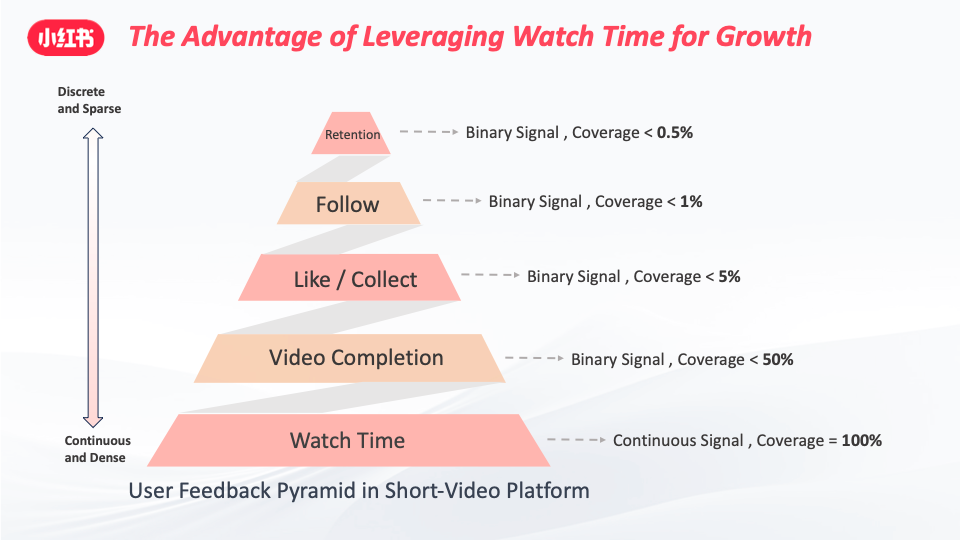 小红书
The Advantage of Leveraging Watch Time for Growth
Discrete
and Sparse
Retention
Binary Signal , Coverage < 0.5%
Follow
Binary Signal , Coverage < 1%
Like / Collect
Binary Signal , Coverage < 5%
Video Completion
Binary Signal , Coverage < 50%
Continuous
and Dense
Watch Time
Continuous Signal , Coverage = 100%
User Feedback Pyramid in Short-Video Platform